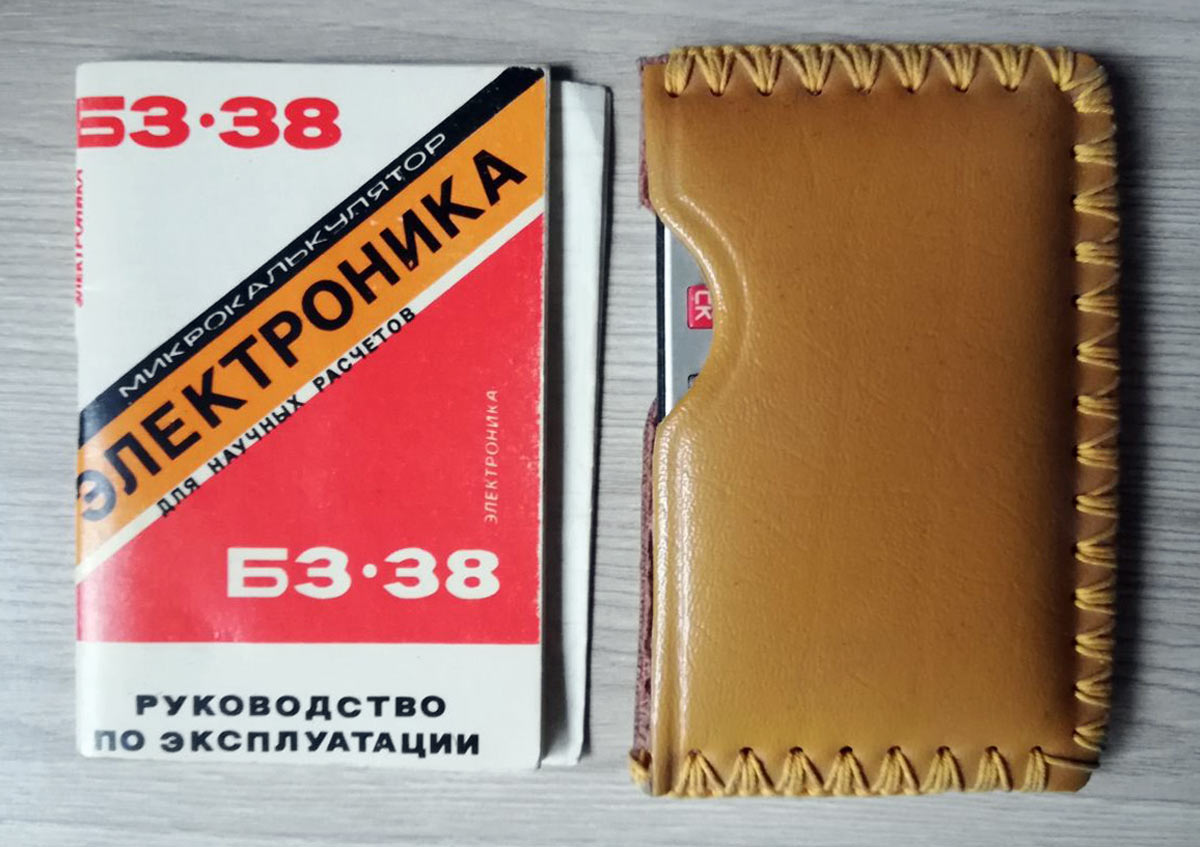 Б3·38
ЭЛЕКТРОНИКА
МИКРОКАЛЬКУЛЯТОР
ЭЛЕКТРОНИКА
ДЛЯ НАУЧНЫХ РАСЧЕТОВ
ЭЛЕКТРОНИКА
Б3·38
РУКОВОДСТВО
ПО ЭКСПЛУАТАЦИИ
СК